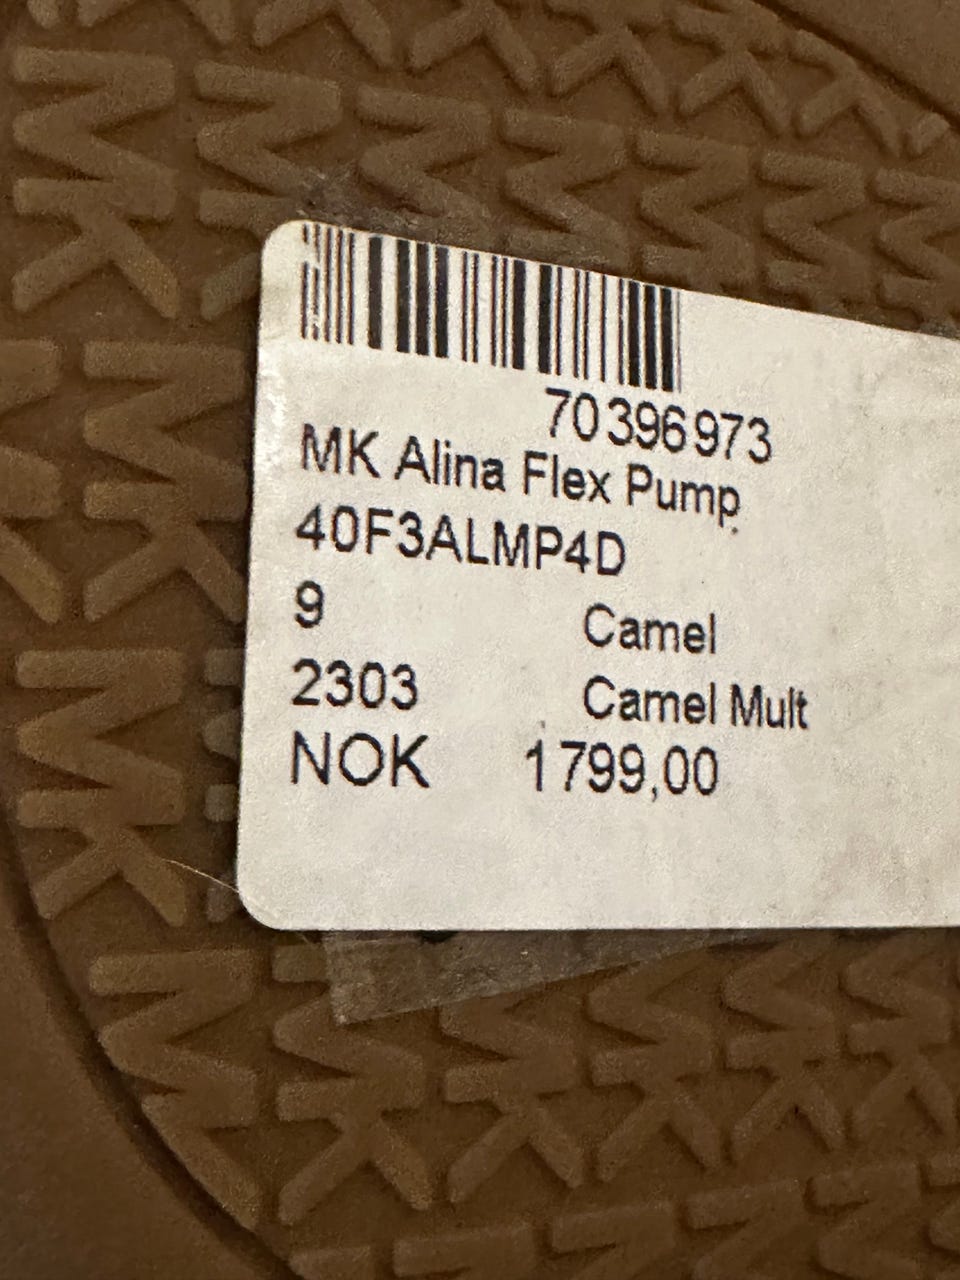 70396973
MK Alina Flex Pump
40F3ALMP4D
9 Camel
2303 Camel Mult
NOK 1799,00